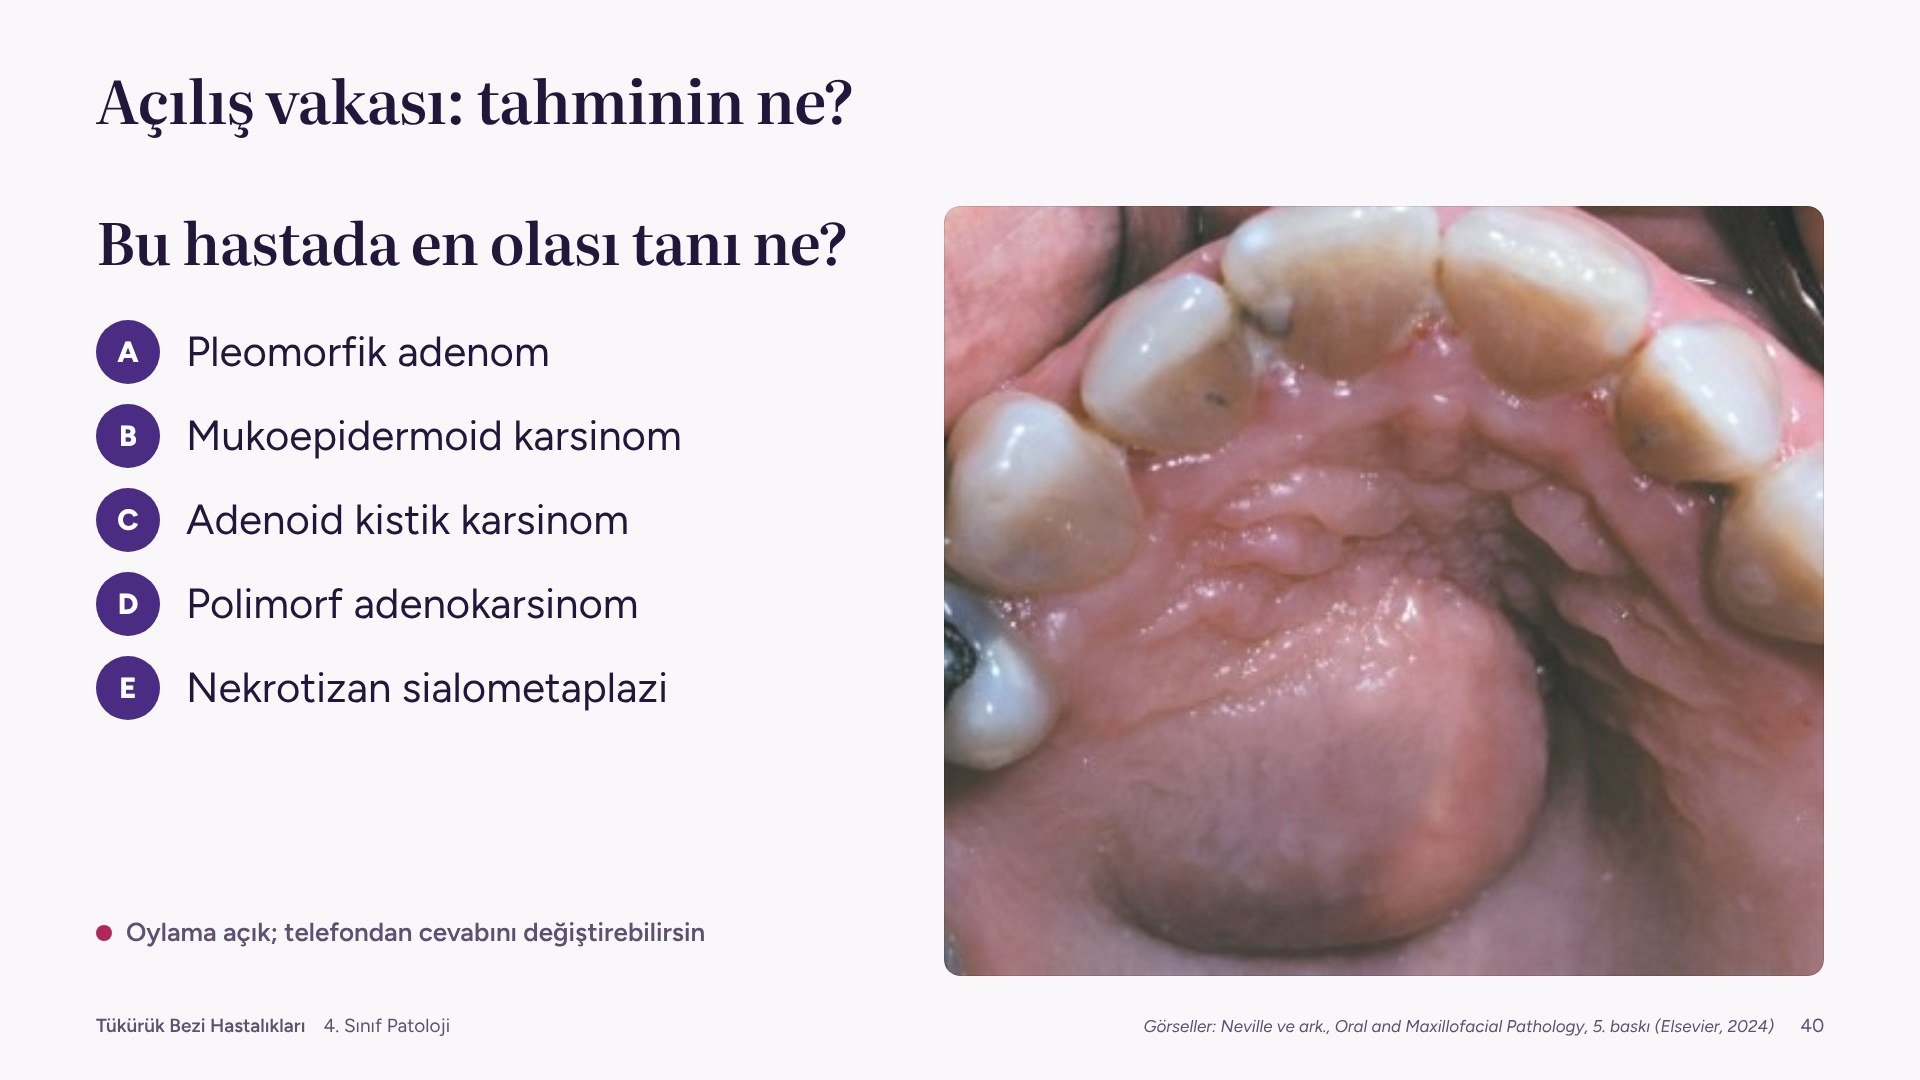 Açılış vakası: tahminin ne?
Bu hastada en olası tanı ne?
A Pleomorfik adenom
B Mukoepidermoid karsinom
C Adenoid kistik karsinom
D Polimorf adenokarsinom
E Nekrotizan sialometaplazi
Oylama açık; telefondan cevabını değiştirebilirsin
Tükürük Bezi Hastalıkları 4. Sınıf Patoloji
Görseller: Neville ve ark., Oral and Maxillofacial Pathology, 5. baskı (Elsevier, 2024) 40